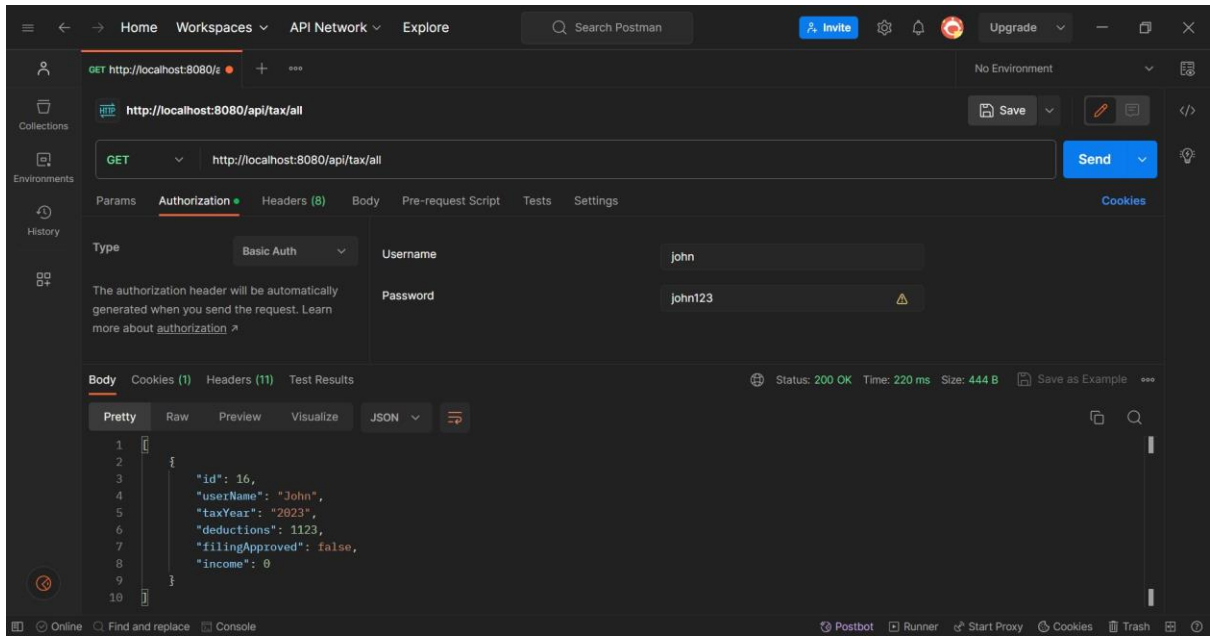 Home Workspaces API Network Explore Search Postman Invite Upgrade
GET http://localhost:8080/a No Environment
HTTP http://localhost:8080/api/tax/all Save
Collections
GET http://localhost:8080/api/tax/all Send
Environments
Params Authorization Headers (8) Body Pre-request Script Tests Settings Cookies
History
Type Basic Auth
Username john
The authorization header will be automatically
generated when you send the request. Learn
more about authorization
Password john123
Body Cookies (1) Headers (11) Test Results Status: 200 OK Time: 220 ms Size: 444 B Save as Example
Pretty Raw Preview Visualize JSON
1 [
2 {
3 "id": 16,
4 "userName": "John",
5 "taxYear": "2023",
6 "deductions": 1123,
7 "filingApproved": false,
8 "income": 0
9 }
10 ]
Online Find and replace Console Postbot Runner Start Proxy Cookies Trash